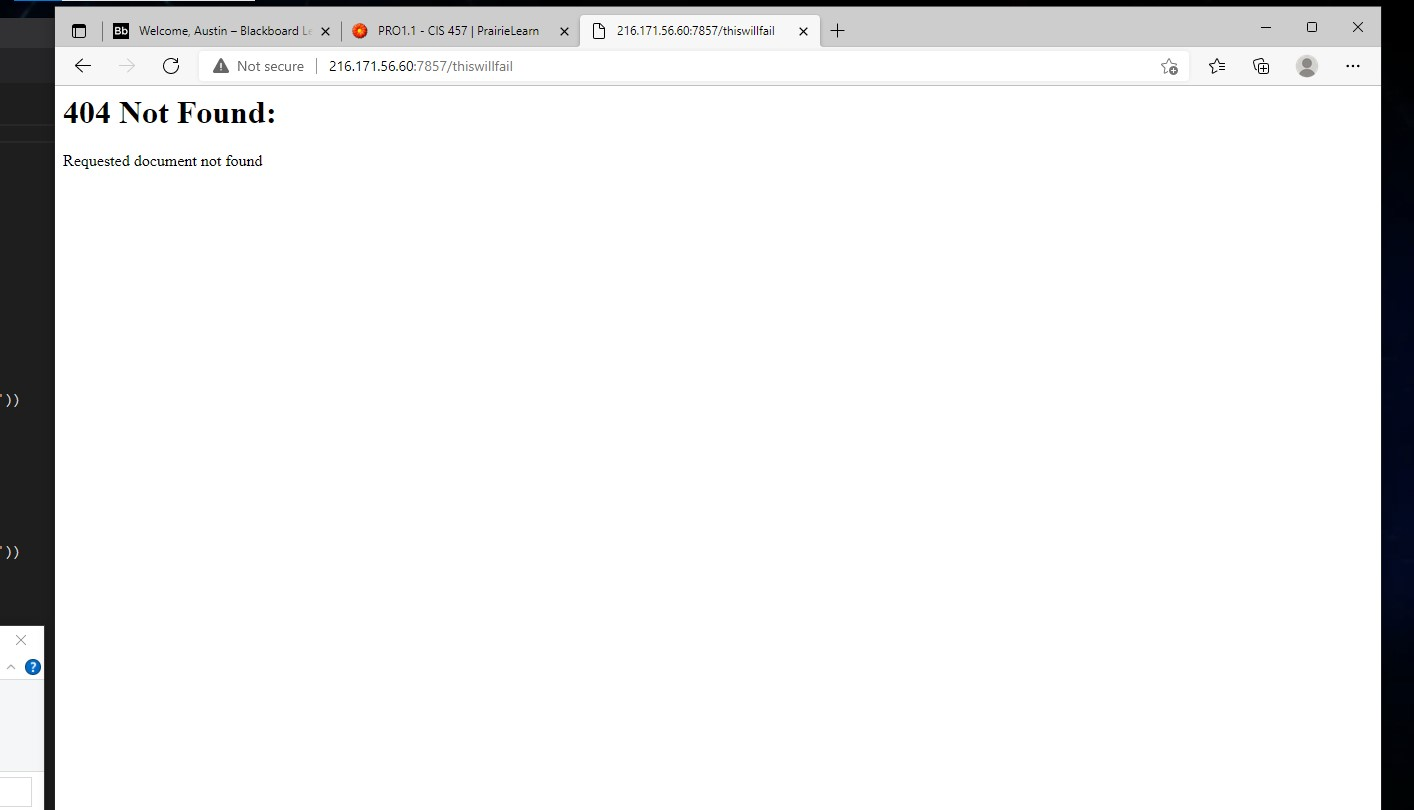 Bb Welcome, Austin – Blackboard Le
PRO1.1 - CIS 457 | PrairieLearn
216.171.56.60:7857/thiswillfail
Not secure | 216.171.56.60:7857/thiswillfail
404 Not Found:
Requested document not found
'))
'))
?